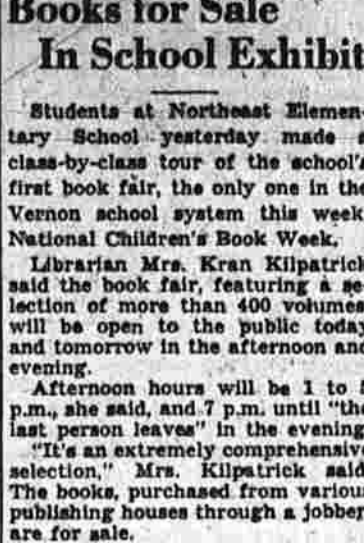 Books for Sale
In School Exhibit
Students at Northeast Elemen-
tary School yesterday made a
class-by-class tour of the school's
first book fair, the only one in the
Vernon school system this week,
National Children's Book Week.
Librarian Mrs. Kran Kilpatrick
said the book fair, featuring a se-
lection of more than 400 volumes
will be open to the public today
and tomorrow in the afternoon and
evening.
Afternoon hours will be 1 to
p.m., she said, and 7 p.m. until "the
last person leaves" in the evening
"It's an extremely comprehensive
selection," Mrs. Kilpatrick said
The books, purchased from various
publishing houses through a jobber
are for sale.